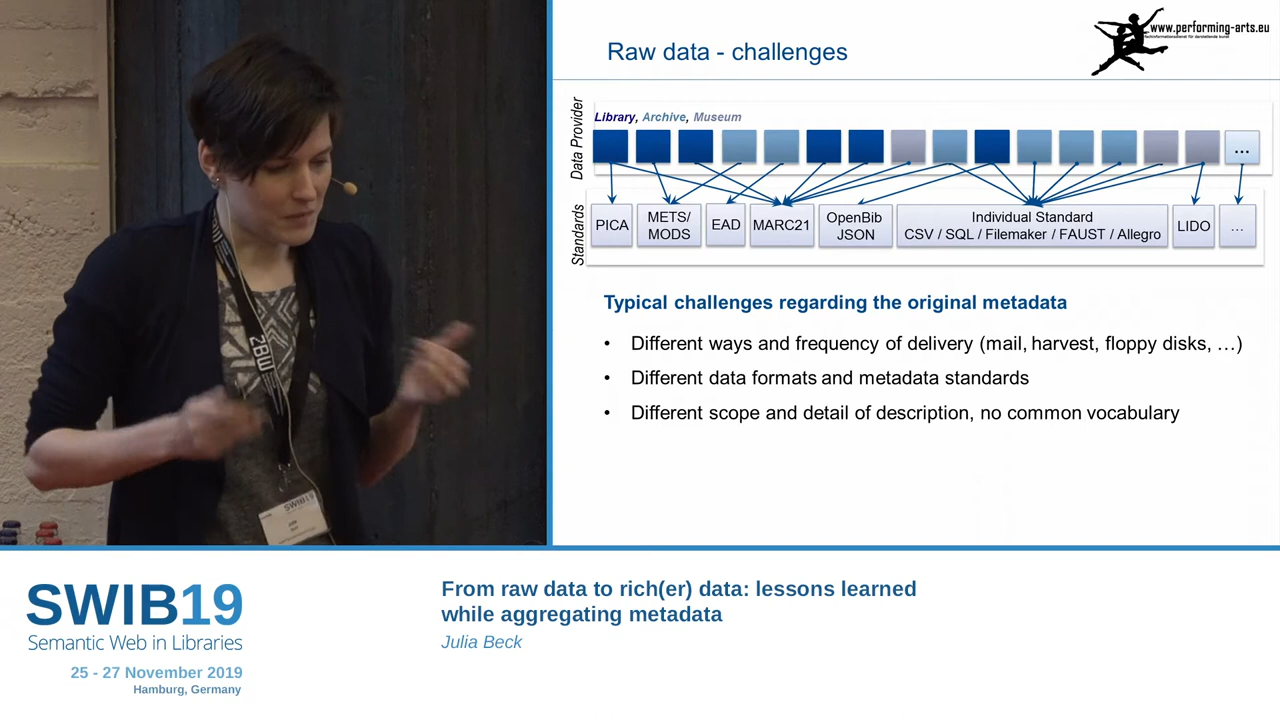 Raw data - challenges
www.performing-arts.eu
Data Provider
Library, Archive, Museum
...
Standards
PICA
METS/
MODS
EAD
MARC21
OpenBib
JSON
Individual Standard
CSV / SQL / Filemaker / FAUST / Allegro
LIDO
...
Typical challenges regarding the original metadata
• Different ways and frequency of delivery (mail, harvest, floppy disks, …)
• Different data formats and metadata standards
• Different scope and detail of description, no common vocabulary
ZBW
SWIB19
SWIB19
Semantic Web in Libraries
25 - 27 November 2019
Hamburg, Germany
From raw data to rich(er) data: lessons learned
while aggregating metadata
Julia Beck